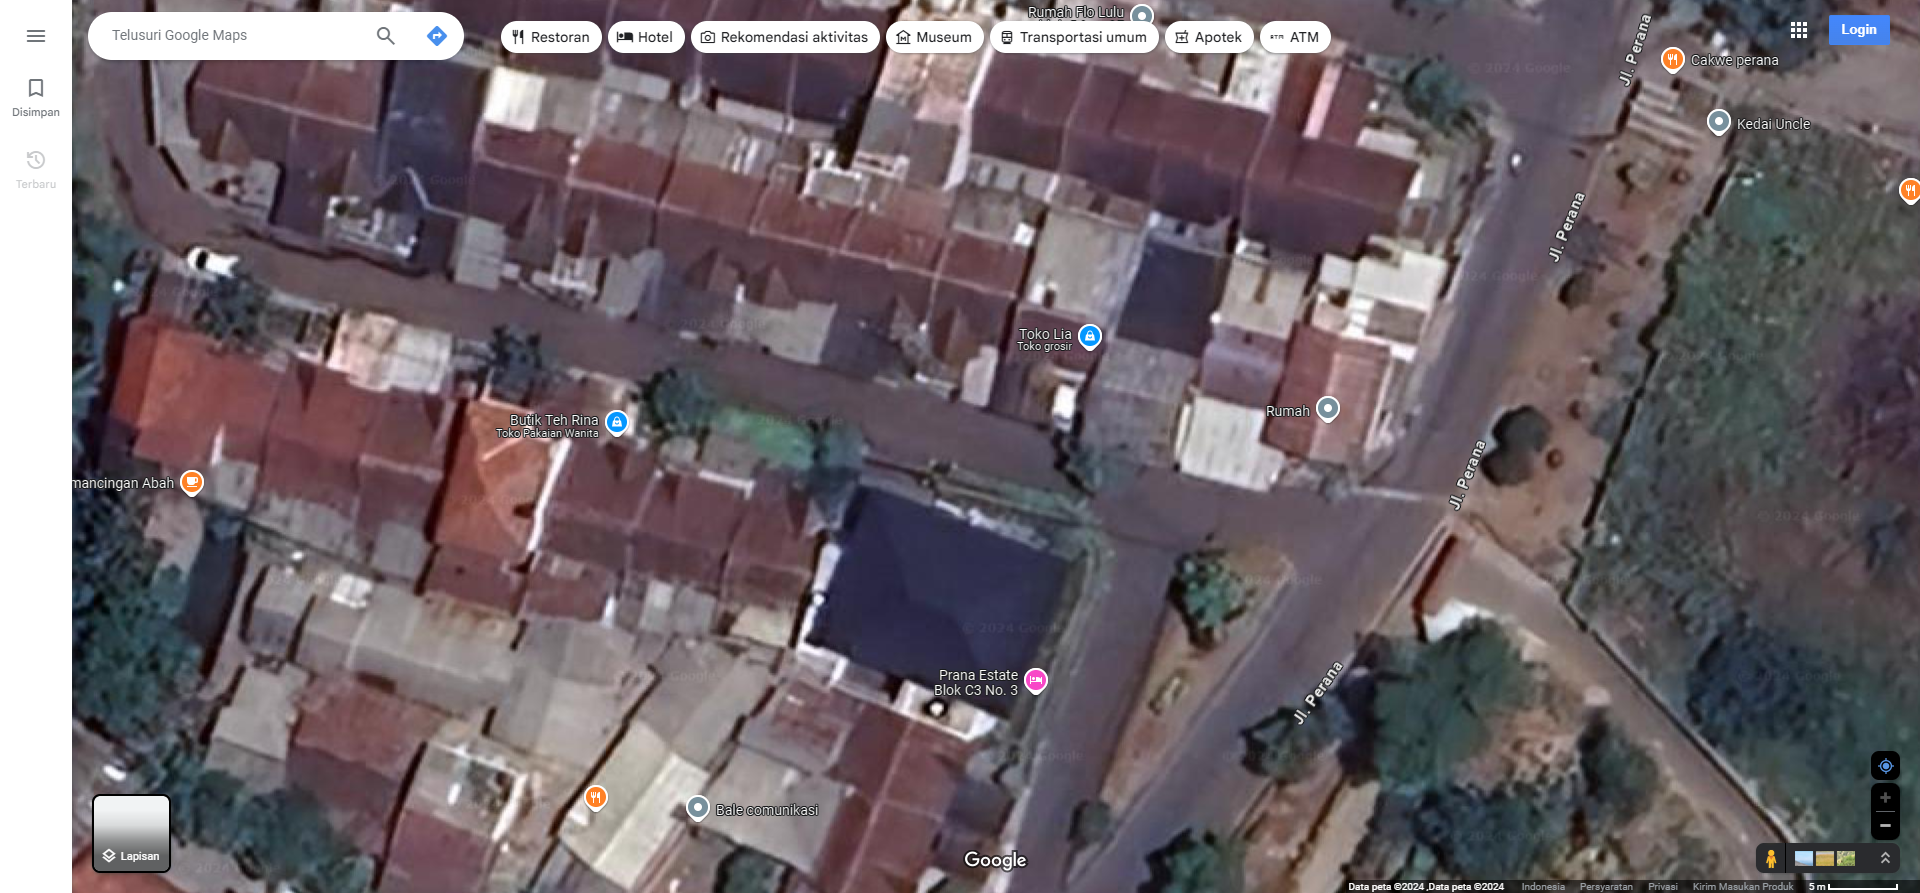 Telusuri Google Maps
Restoran
Hotel
Rekomendasi aktivitas
Museum
Transportasi umum
Apotek
ATM
Login
Disimpan
Terbaru
Rumah Flo Lulu
Jl. Perana
Cakwe perana
Kedai Uncle
Jl. Perana
Toko Lia
Toko grosir
Rumah
Butik Teh Rina
Toko Pakaian Wanita
mancingan Abah
Jl. Perana
Prana Estate
Blok C3 No. 3
Jl. Perana
Bale comunikasi
Lapisan
Google
Data peta ©2024 ,Data peta ©2024
Indonesia
Persyaratan
Privasi
Kirim Masukan Produk
5 m